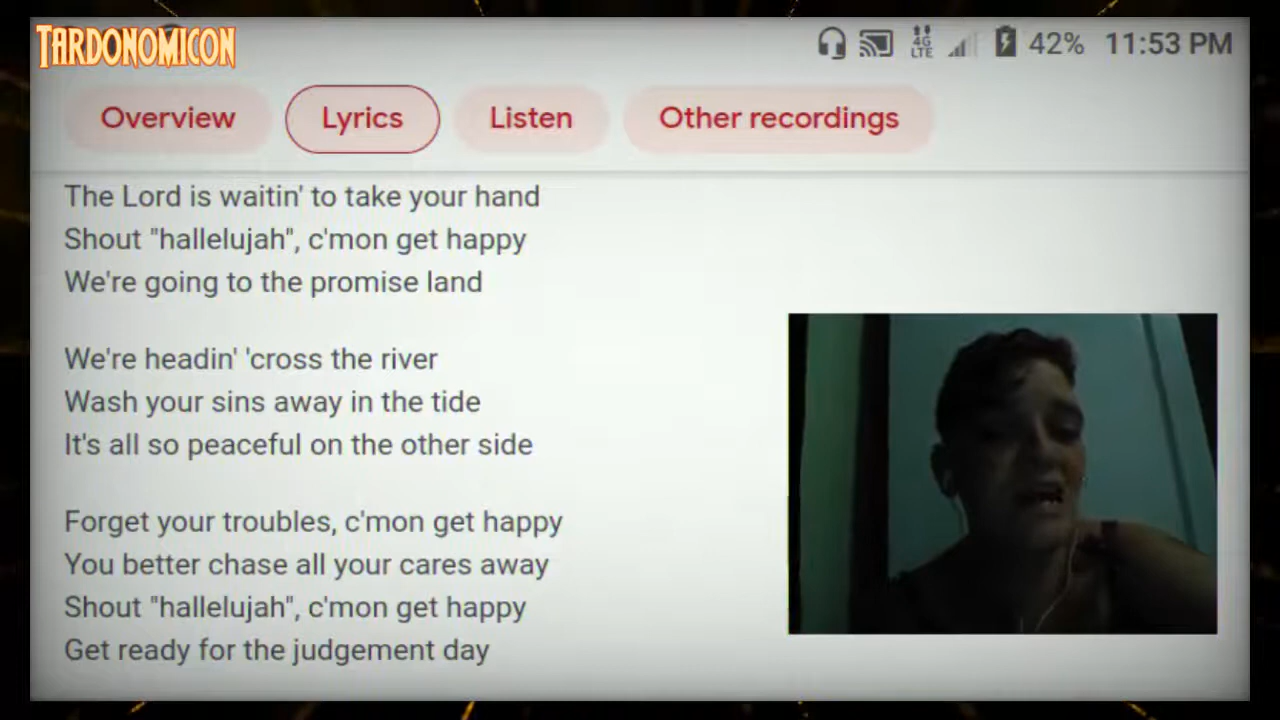 TARDONOMICON
4G
LTE
42% 11:53 PM
Overview
Lyrics
Listen
Other recordings
The Lord is waitin' to take your hand
Shout "hallelujah", c'mon get happy
We're going to the promise land
We're headin' 'cross the river
Wash your sins away in the tide
It's all so peaceful on the other side
Forget your troubles, c'mon get happy
You better chase all your cares away
Shout "hallelujah", c'mon get happy
Get ready for the judgement day